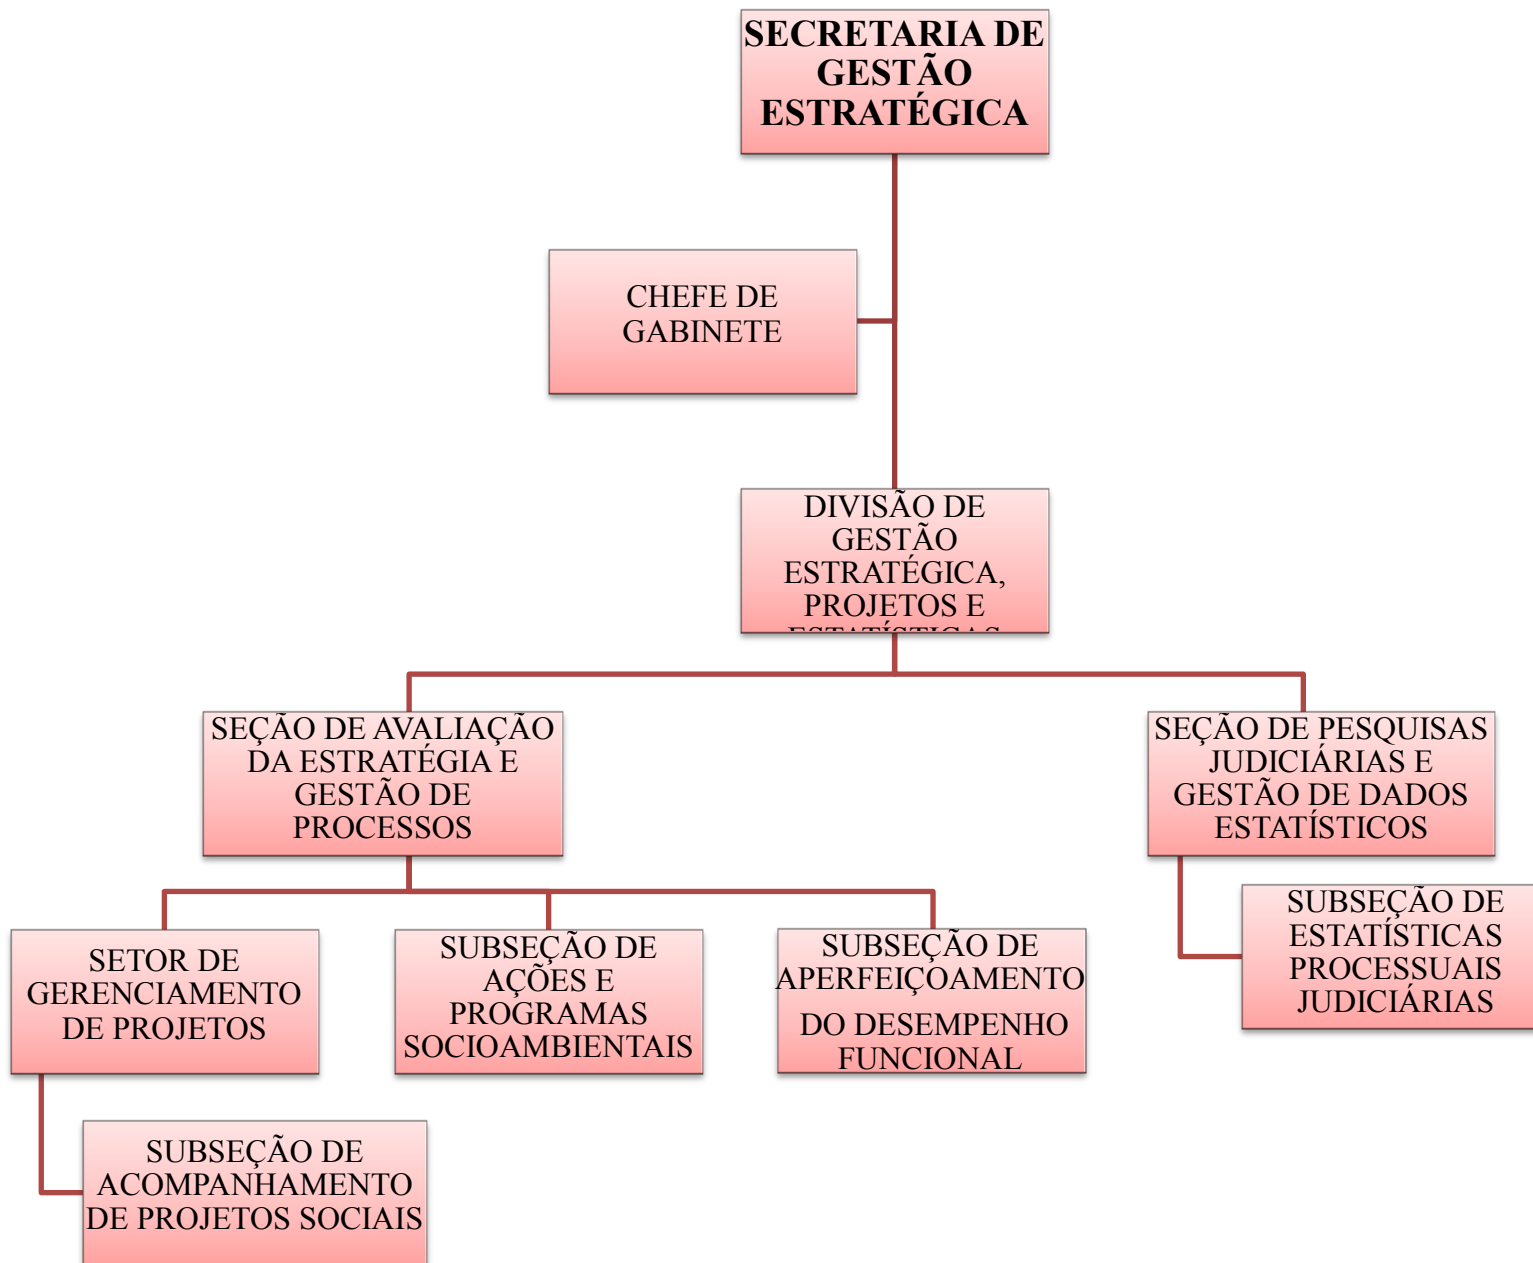 SECRETARIA DE
GESTÃO
ESTRATÉGICA
CHEFE DE
GABINETE
DIVISÃO DE
GESTÃO
ESTRATÉGICA,
PROJETOS E
ESTATÍSTICAS
SEÇÃO DE AVALIAÇÃO
DA ESTRATÉGIA E
GESTÃO DE
PROCESSOS
SEÇÃO DE PESQUISAS
JUDICIÁRIAS E
GESTÃO DE DADOS
ESTATÍSTICOS
SUBSEÇÃO DE
ESTATÍSTICAS
PROCESSUAIS
JUDICIÁRIAS
SETOR DE
GERENCIAMENTO
DE PROJETOS
SUBSEÇÃO DE
AÇÕES E
PROGRAMAS
SOCIOAMBIENTAIS
SUBSEÇÃO DE
APERFEIÇOAMENTO
DO DESEMPENHO
FUNCIONAL
SUBSEÇÃO DE
ACOMPANHAMENTO
DE PROJETOS SOCIAIS